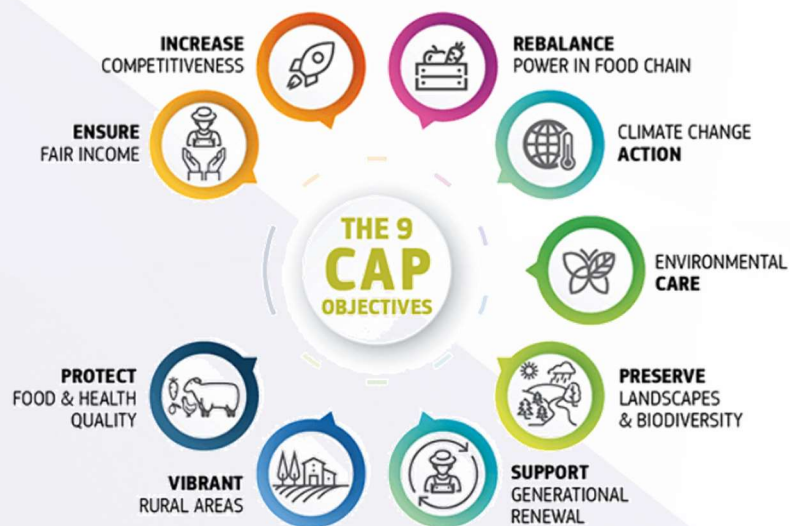 THE 9
CAP
OBJECTIVES
INCREASE
COMPETITIVENESS
REBALANCE
POWER IN FOOD CHAIN
ENSURE
FAIR INCOME
CLIMATE CHANGE
ACTION
ENVIRONMENTAL
CARE
PROTECT
FOOD & HEALTH
QUALITY
PRESERVE
LANDSCAPES
& BIODIVERSITY
VIBRANT
RURAL AREAS
SUPPORT
GENERATIONAL
RENEWAL